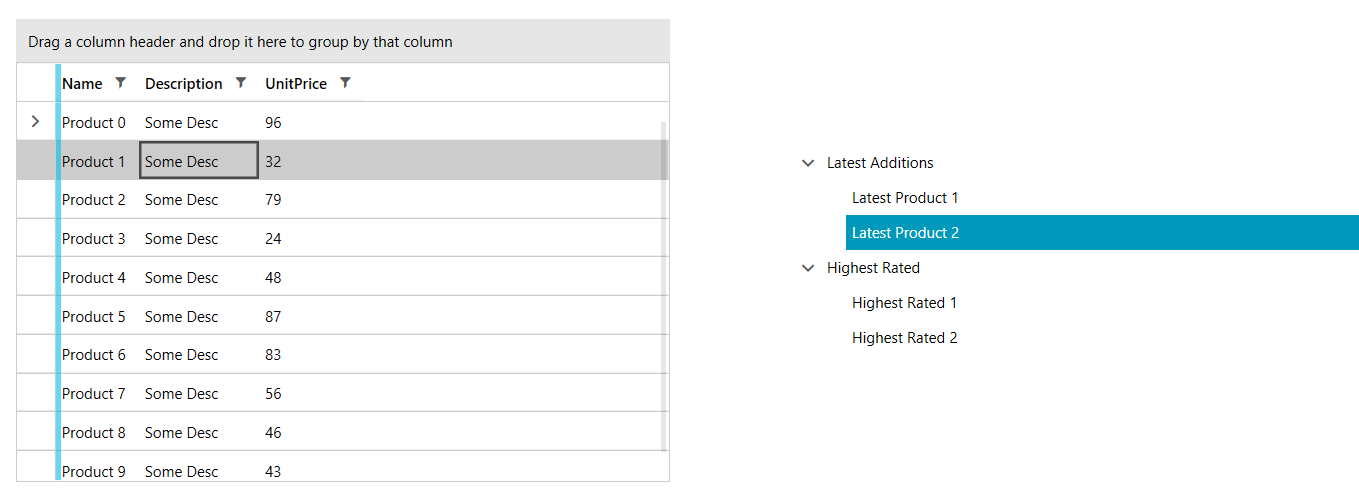 Drag a column header and drop it here to group by that column
Name Description UnitPrice
Product 0 Some Desc 96
Product 1 Some Desc 32
Product 2 Some Desc 79
Product 3 Some Desc 24
Product 4 Some Desc 48
Product 5 Some Desc 87
Product 6 Some Desc 83
Product 7 Some Desc 56
Product 8 Some Desc 46
Product 9 Some Desc 43
Latest Additions
Latest Product 1
Latest Product 2
Highest Rated
Highest Rated 1
Highest Rated 2